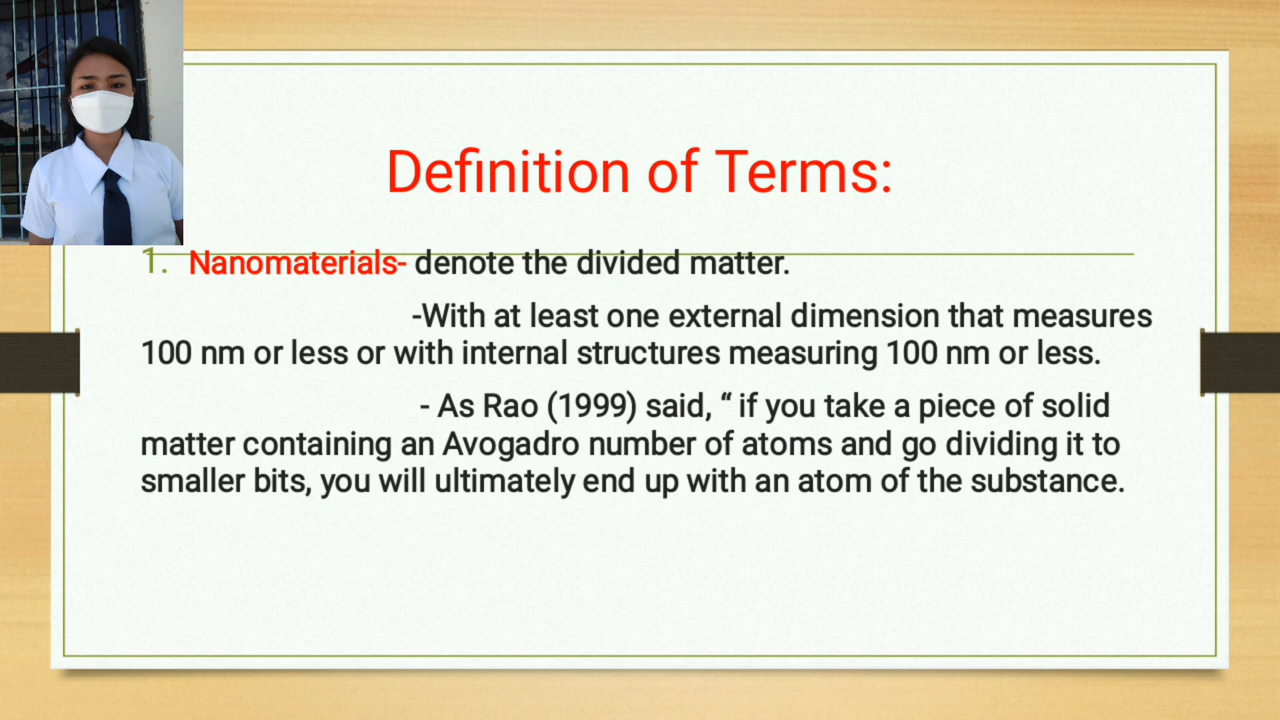 Definition of Terms:
1. Nanomaterials- denote the divided matter.
-With at least one external dimension that measures
100 nm or less or with internal structures measuring 100 nm or less.
- As Rao (1999) said, “ if you take a piece of solid
matter containing an Avogadro number of atoms and go dividing it to
smaller bits, you will ultimately end up with an atom of the substance.